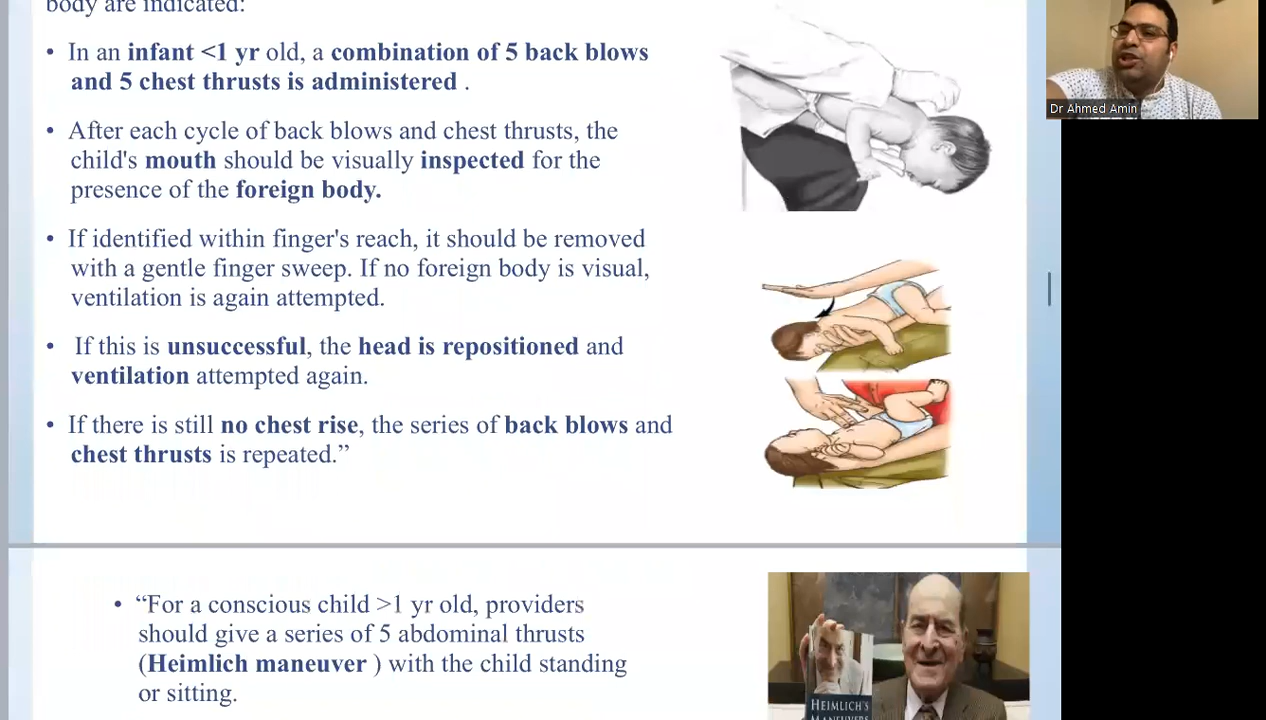 body are indicated:
• In an infant <1 yr old, a combination of 5 back blows
and 5 chest thrusts is administered .
• After each cycle of back blows and chest thrusts, the
child's mouth should be visually inspected for the
presence of the foreign body.
• If identified within finger's reach, it should be removed
with a gentle finger sweep. If no foreign body is visual,
ventilation is again attempted.
• If this is unsuccessful, the head is repositioned and
ventilation attempted again.
• If there is still no chest rise, the series of back blows and
chest thrusts is repeated.”
• “For a conscious child >1 yr old, providers
should give a series of 5 abdominal thrusts
(Heimlich maneuver ) with the child standing
or sitting.
Dr Ahmed Amin
HEIMLICH'S
MANEUVERS